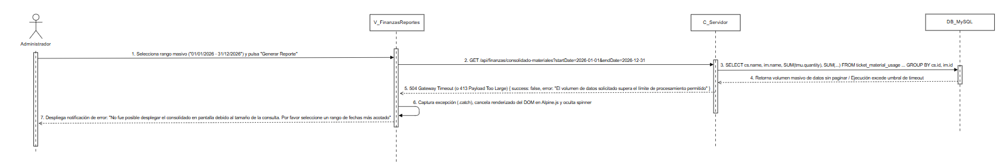 Administrador
V_FinanzasReportes
C_Servidor
DB_MySQL
1. Selecciona rango masivo ("01/01/2026 - 31/12/2026") y pulsa "Generar Reporte"
2. GET /api/finanzas/consolidado-materiales?startDate=2026-01-01&endDate=2026-12-31
3. SELECT cs.name, im.name, SUM(tmu.quantity), SUM(...) FROM ticket_material_usage ... GROUP BY cs.id, im.id
4. Retorna volumen masivo de datos sin paginar / Ejecución excede umbral de timeout
5. 504 Gateway Timeout (o 413 Payload Too Large) { success: false, error: "El volumen de datos solicitado supera el límite de procesamiento permitido" }
6. Captura excepción (.catch), cancela renderizado del DOM en Alpine.js y oculta spinner
7. Despliega notificación de error: "No fue posible desplegar el consolidado en pantalla debido al tamaño de la consulta. Por favor seleccione un rango de fechas más acotado"